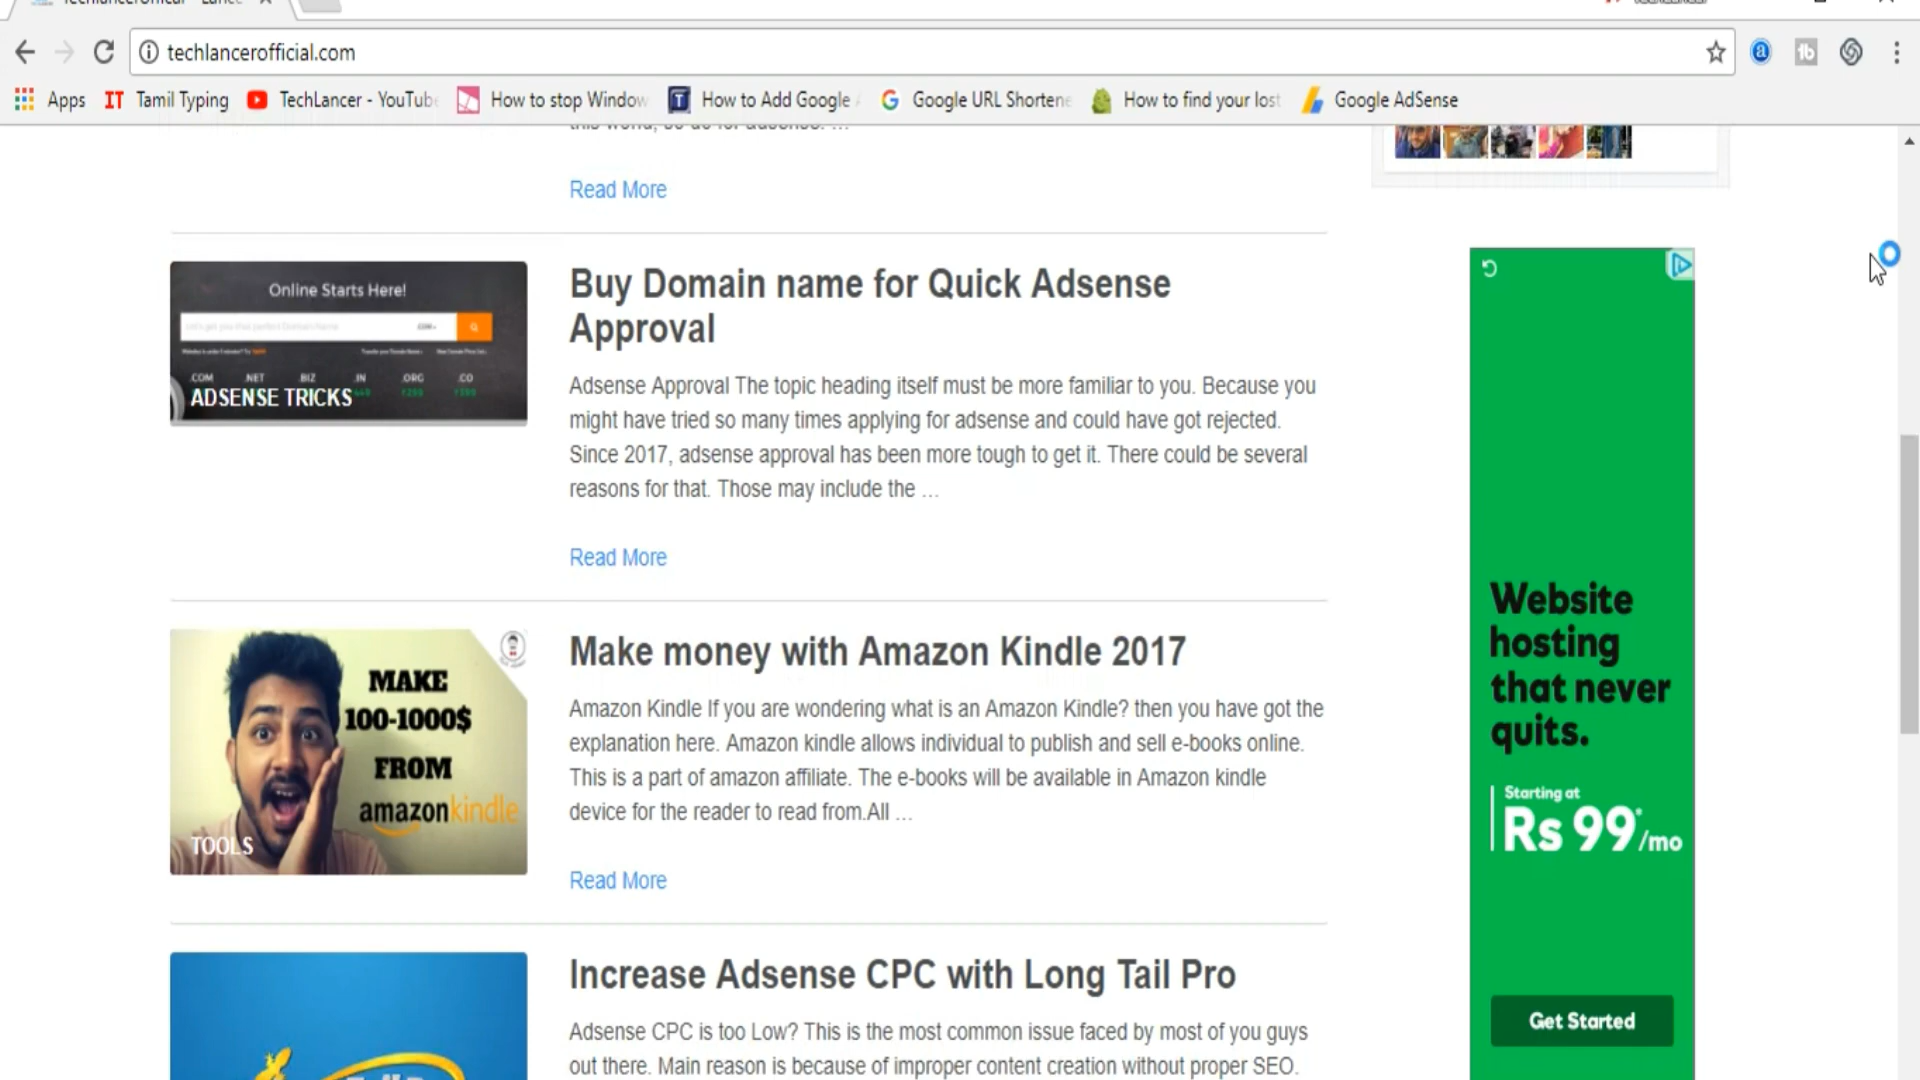 techlancerofficial.com
Apps
Tamil Typing
TechLancer - YouTub
How to stop Window
How to Add Google
Google URL Shortene
How to find your lost
Google AdSense
Read More
Online Starts Here!
.COM .NET .BIZ .IN .ORG .CO
ADSENSE TRICKS
Buy Domain name for Quick Adsense
Approval
Adsense Approval The topic heading itself must be more familiar to you. Because you
might have tried so many times applying for adsense and could have got rejected.
Since 2017, adsense approval has been more tough to get it. There could be several
reasons for that. Those may include the ...
Read More
MAKE
100-1000$
FROM
amazonkindle
TOOLS
Make money with Amazon Kindle 2017
Amazon Kindle If you are wondering what is an Amazon Kindle? then you have got the
explanation here. Amazon kindle allows individual to publish and sell e-books online.
This is a part of amazon affiliate. The e-books will be available in Amazon kindle
device for the reader to read from.All ...
Read More
Increase Adsense CPC with Long Tail Pro
Adsense CPC is too Low? This is the most common issue faced by most of you guys
out there. Main reason is because of improper content creation without proper SEO.
Website
hosting
that never
quits.
Starting at
Rs 99*/mo
Get Started